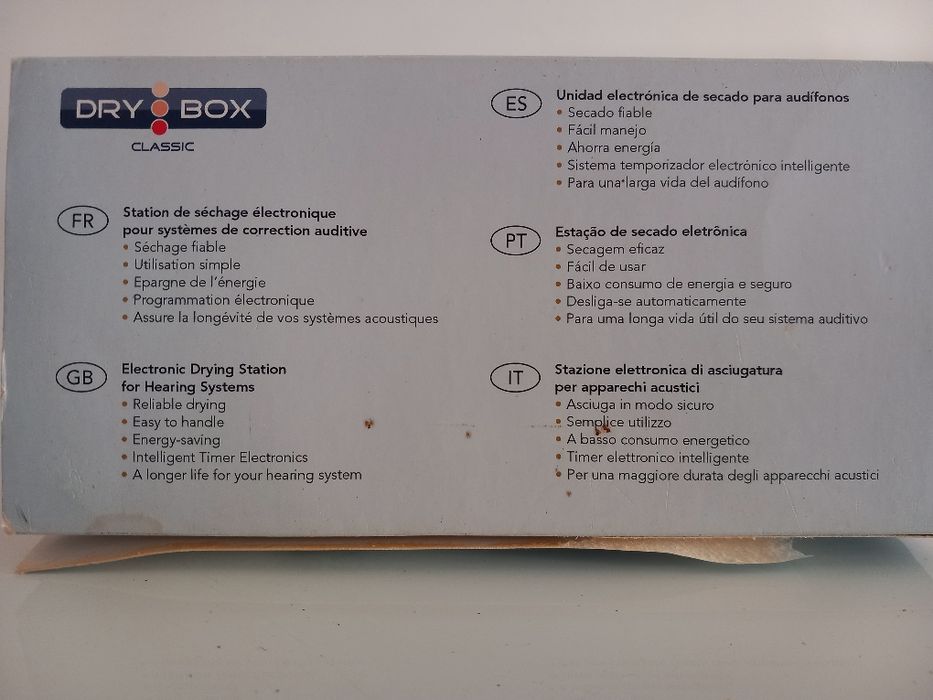 DRY BOX
CLASSIC
FR
Station de séchage électronique
pour systèmes de correction auditive
• Séchage fiable
• Utilisation simple
• Epargne de l'énergie
• Programmation électronique
• Assure la longévité de vos systèmes acoustiques
GB
Electronic Drying Station
for Hearing Systems
• Reliable drying
• Easy to handle
• Energy-saving
• Intelligent Timer Electronics
• A longer life for your hearing system
ES
Unidad electrónica de secado para audífonos
• Secado fiable
• Fácil manejo
• Ahorra energía
• Sistema temporizador electrónico intelligente
• Para una larga vida del audífono
PT
Estação de secado eletrônica
• Secagem eficaz
• Fácil de usar
• Baixo consumo de energia e seguro
• Desliga-se automaticamente
• Para uma longa vida útil do seu sistema auditivo
IT
Stazione elettronica di asciugatura
per apparechi acustici
• Asciuga in modo sicuro
• Semplice utilizzo
• A basso consumo energetico
• Timer elettronico intelligente
• Per una maggiore durata degli apparecchi acustici